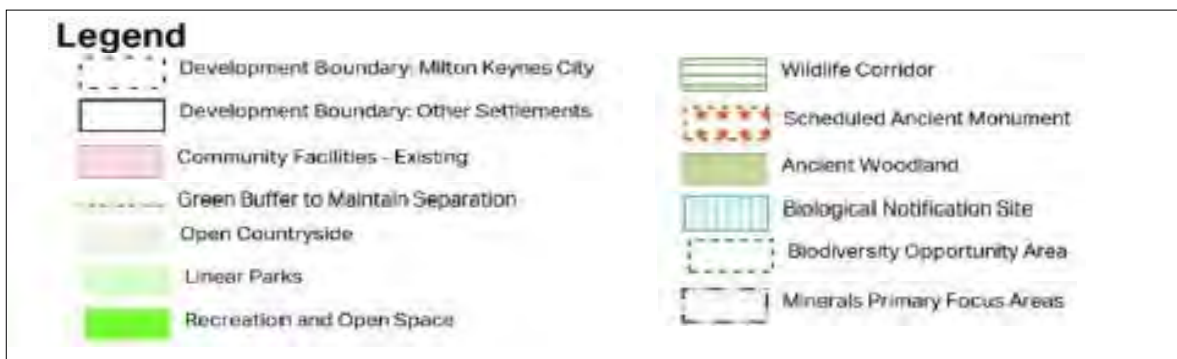 Legend
Development Boundary: Milton Keynes City
Development Boundary: Other Settlements
Community Facilities - Existing
Green Buffer to Maintain Separation
Open Countryside
Linear Parks
Recreation and Open Space
Wildlife Corridor
Scheduled Ancient Monument
Ancient Woodland
Biological Notification Site
Biodiversity Opportunity Area
Minerals Primary Focus Areas